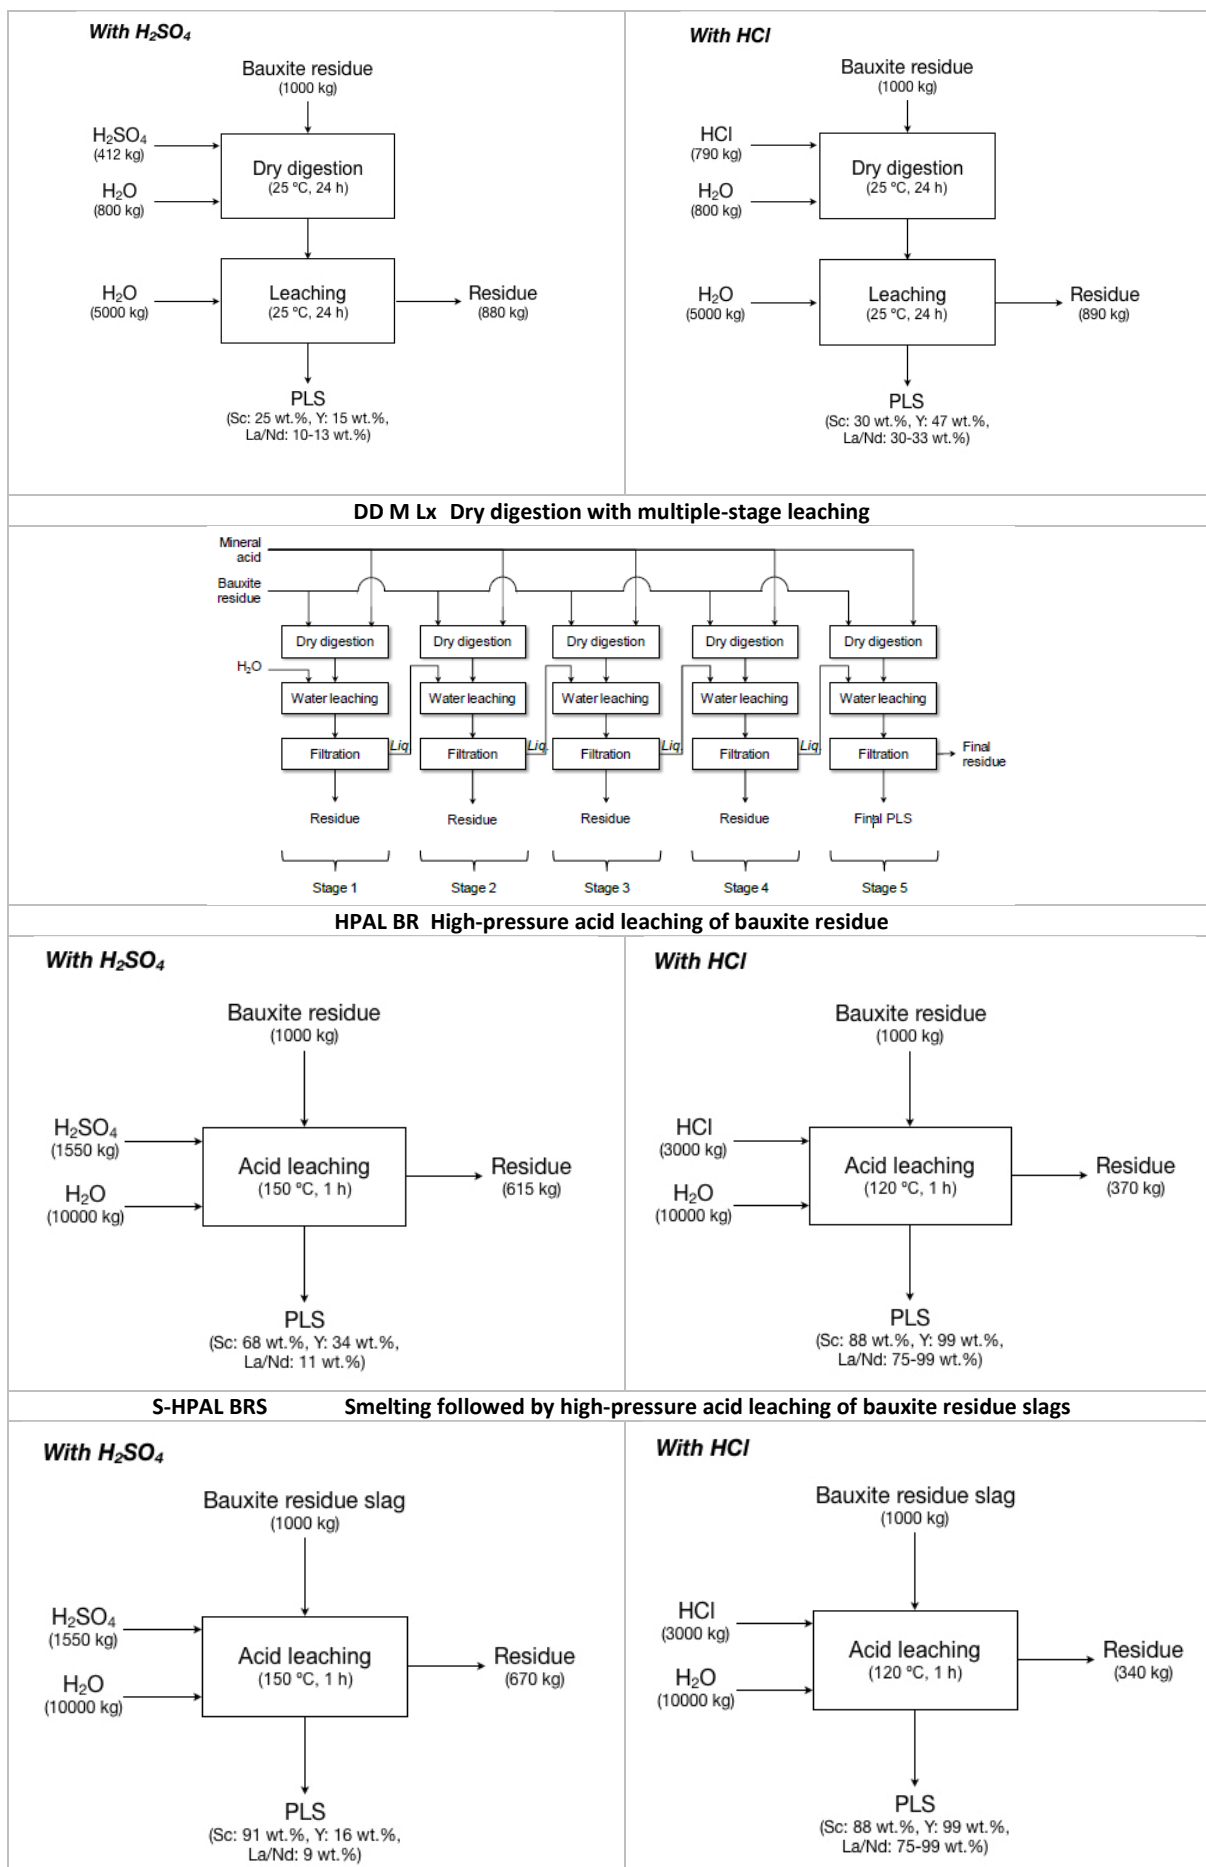 With H₂SO₄
Bauxite residue
(1000 kg)
H₂SO₄
(412 kg)
Dry digestion
(25 ºC, 24 h)
H₂O
(800 kg)
H₂O
(5000 kg)
Leaching
(25 ºC, 24 h)
Residue
(880 kg)
PLS
(Sc: 25 wt.%, Y: 15 wt.%,
La/Nd: 10-13 wt.%)
With HCl
Bauxite residue
(1000 kg)
HCl
(790 kg)
Dry digestion
(25 ºC, 24 h)
H₂O
(800 kg)
H₂O
(5000 kg)
Leaching
(25 ºC, 24 h)
Residue
(890 kg)
PLS
(Sc: 30 wt.%, Y: 47 wt.%,
La/Nd: 30-33 wt.%)
DD M Lx Dry digestion with multiple-stage leaching
Mineral
acid
Bauxite
residue
Dry digestion Dry digestion Dry digestion Dry digestion Dry digestion
H₂O
Water leaching Water leaching Water leaching Water leaching Water leaching
Filtration Liq. Filtration Liq. Filtration Liq. Filtration Liq. Filtration
Final
residue
Residue Residue Residue Residue Final PLS
Stage 1 Stage 2 Stage 3 Stage 4 Stage 5
HPAL BR High-pressure acid leaching of bauxite residue
With H₂SO₄
Bauxite residue
(1000 kg)
H₂SO₄
(1550 kg)
Acid leaching
(150 ºC, 1 h)
H₂O
(10000 kg)
Residue
(615 kg)
PLS
(Sc: 68 wt.%, Y: 34 wt.%,
La/Nd: 11 wt.%)
With HCl
Bauxite residue
(1000 kg)
HCl
(3000 kg)
Acid leaching
(120 ºC, 1 h)
H₂O
(10000 kg)
Residue
(370 kg)
PLS
(Sc: 88 wt.%, Y: 99 wt.%,
La/Nd: 75-99 wt.%)
S-HPAL BRS Smelting followed by high-pressure acid leaching of bauxite residue slags
With H₂SO₄
Bauxite residue slag
(1000 kg)
H₂SO₄
(1550 kg)
Acid leaching
(150 ºC, 1 h)
H₂O
(10000 kg)
Residue
(670 kg)
PLS
(Sc: 91 wt.%, Y: 16 wt.%,
La/Nd: 9 wt.%)
With HCl
Bauxite residue slag
(1000 kg)
HCl
(3000 kg)
Acid leaching
(120 ºC, 1 h)
H₂O
(10000 kg)
Residue
(340 kg)
PLS
(Sc: 88 wt.%, Y: 99 wt.%,
La/Nd: 75-99 wt.%)